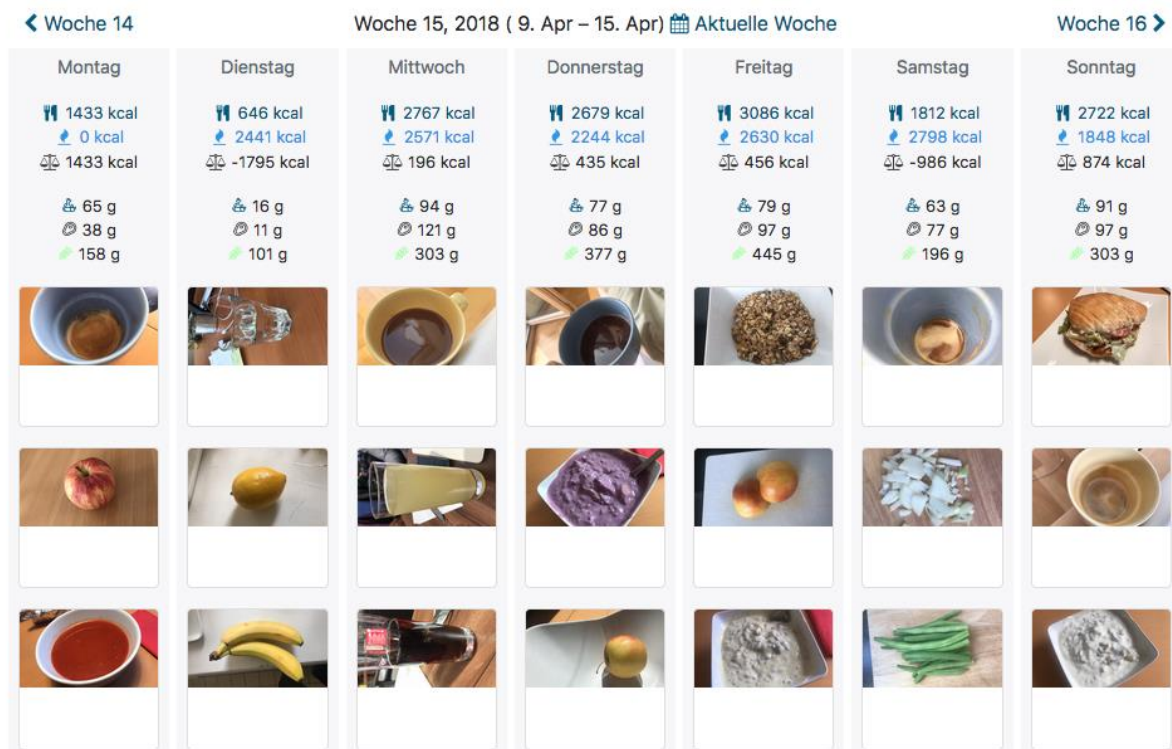 Woche 14
Woche 15, 2018 ( 9. Apr – 15. Apr) Aktuelle Woche
Woche 16
Montag
1433 kcal
0 kcal
1433 kcal
65 g
38 g
158 g
Dienstag
646 kcal
2441 kcal
-1795 kcal
16 g
11 g
101 g
Mittwoch
2767 kcal
2571 kcal
196 kcal
94 g
121 g
303 g
Donnerstag
2679 kcal
2244 kcal
435 kcal
77 g
86 g
377 g
Freitag
3086 kcal
2630 kcal
456 kcal
79 g
97 g
445 g
Samstag
1812 kcal
2798 kcal
-986 kcal
63 g
77 g
196 g
Sonntag
2722 kcal
1848 kcal
874 kcal
91 g
97 g
303 g